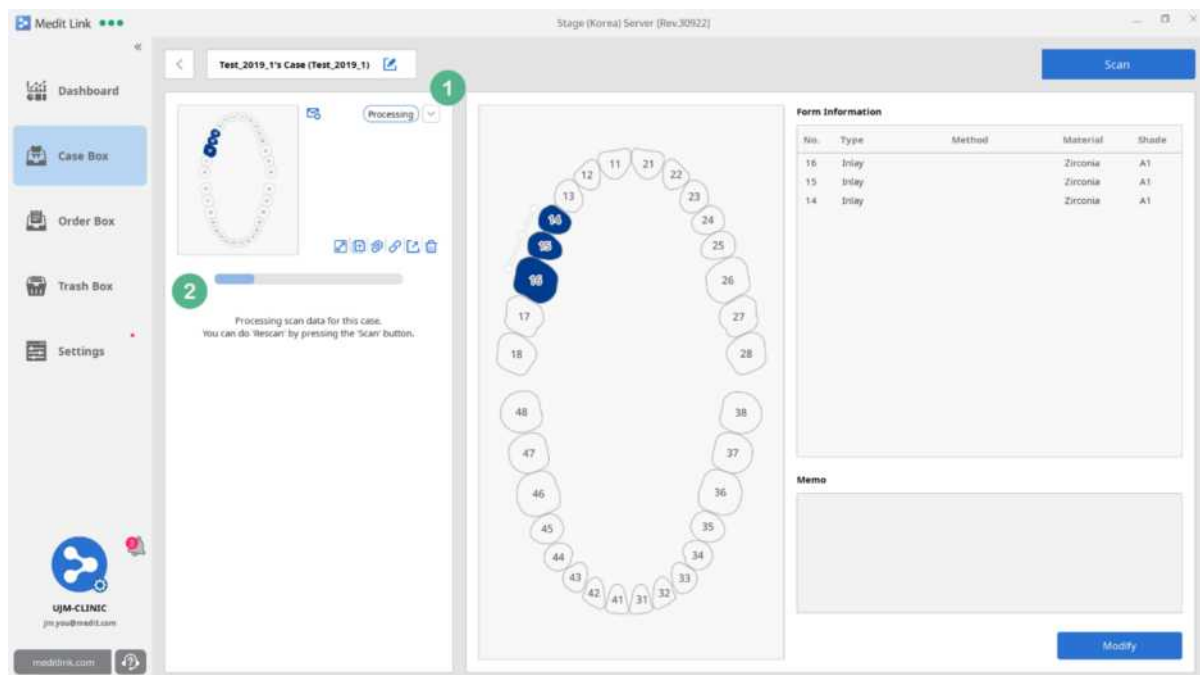 Medit Link
Stage (Korea) Server (Rev.30922)
Dashboard
Case Box
Order Box
Trash Box
Settings
UJM-CLINIC
jm.you@medit.com
meditlink.com
Test_2019_1's Case (Test_2019_1)
Scan
1
Processing
2
Processing scan data for this case.
You can do 'Rescan' by pressing the 'Scan' button.
11 21
12 22
13 23
14 24
15 25
16 26
17 27
18 28
48 38
47 37
46 36
45 35
44 34
43 33
42 41 31 32
Form Information
No. Type Method Material Shade
16 Inlay Zirconia A1
15 Inlay Zirconia A1
14 Inlay Zirconia A1
Memo
Modify